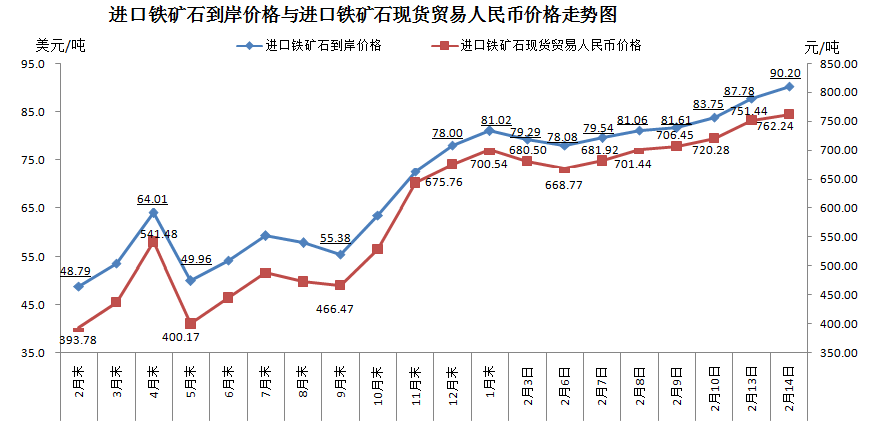 进口铁矿石到岸价格与进口铁矿石现货贸易人民币价格走势图
美元/吨
进口铁矿石到岸价格
进口铁矿石现货贸易人民币价格
元/吨
95.0
85.0
75.0
65.0
55.0
45.0
35.0
850.00
800.00
750.00
700.00
650.00
600.00
550.00
500.00
450.00
400.00
350.00
48.79
64.01
49.96
55.38
78.00
81.02
79.29
78.08
79.54
81.06
81.61
83.75
87.78
90.20
393.78
541.48
400.17
466.47
675.76
700.54
680.50
668.77
681.92
701.44
706.45
720.28
751.44
762.24
2月末
3月末
4月末
5月末
6月末
7月末
8月末
9月末
10月末
11月末
12月末
1月末
2月3日
2月6日
2月7日
2月8日
2月9日
2月10日
2月13日
2月14日